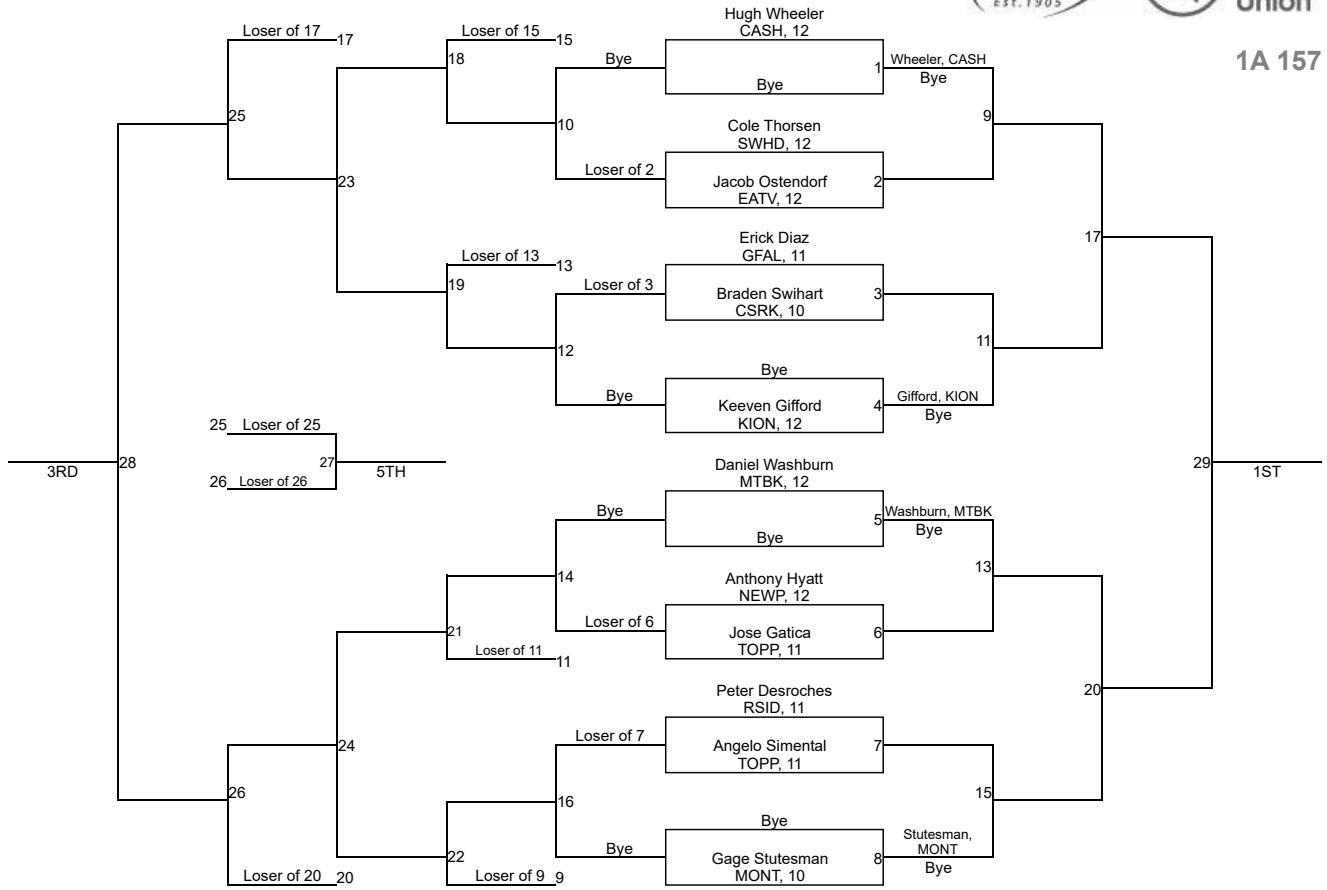 EST. 1905
Union
1A 157
Loser of 17
17
Loser of 15
15
18
Bye
Hugh Wheeler
CASH, 12
Bye
1
Wheeler, CASH
Bye
25
10
9
Cole Thorsen
SWHD, 12
Loser of 2
Jacob Ostendorf
EATV, 12
2
23
17
Erick Diaz
GFAL, 11
Loser of 13
13
19
Loser of 3
Braden Swihart
CSRK, 10
3
12
11
Bye
Bye
Keeven Gifford
KION, 12
4
Gifford, KION
Bye
25
Loser of 25
27
5TH
26
Loser of 26
3RD
28
29
1ST
Daniel Washburn
MTBK, 12
Bye
Bye
5
Washburn, MTBK
Bye
14
13
Anthony Hyatt
NEWP, 12
21
Loser of 6
Jose Gatica
TOPP, 11
6
Loser of 11
11
20
Peter Desroches
RSID, 11
24
Loser of 7
Angelo Simental
TOPP, 11
7
26
16
15
Bye
22
Bye
Gage Stutesman
MONT, 10
8
Stutesman,
MONT
Bye
Loser of 20
20
Loser of 9
9